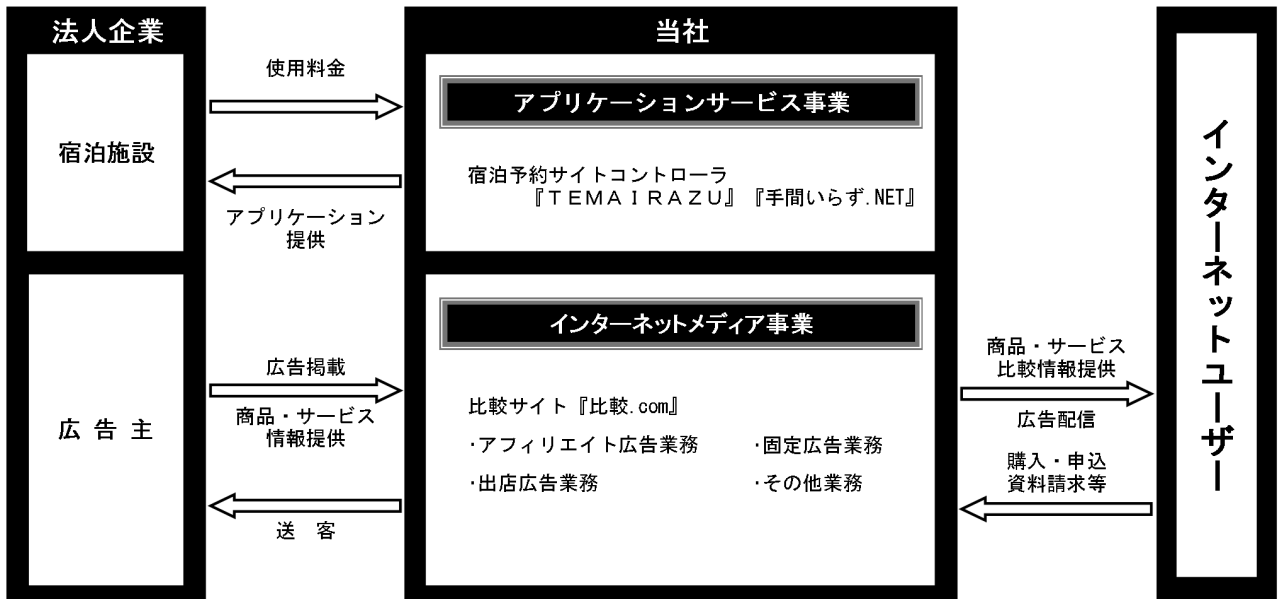 法人企業
宿泊施設
広告主
使用料金
アプリケーション
提供
広告掲載
商品・サービス
情報提供
送 客
当社
アプリケーションサービス事業
宿泊予約サイトコントローラ
『ＴＥＭＡＩＲＡＺＵ』『手間いらず.NET』
インターネットメディア事業
比較サイト『比較.com』
・アフィリエイト広告業務 ・固定広告業務
・出店広告業務 ・その他業務
商品・サービス
比較情報提供
広告配信
購入・申込
資料請求等
インターネットユーザー